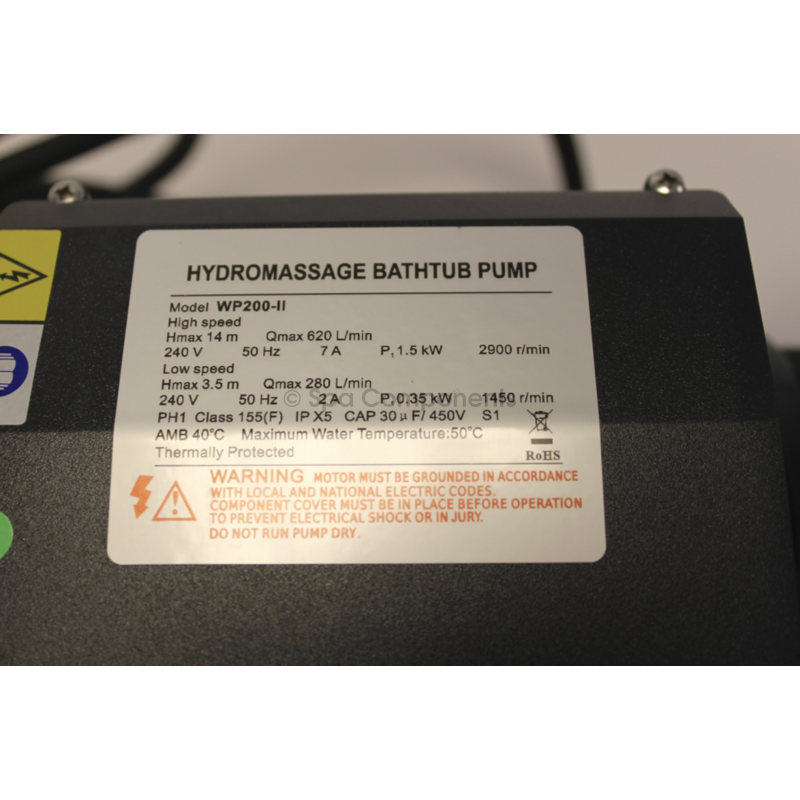 HYDROMASSAGE BATHTUB PUMP
Model WP200-II
High speed
Hmax 14 m Qmax 620 L/min
240 V 50 Hz 7 A P₁ 1.5 kW 2900 r/min
Low speed
Hmax 3.5 m Qmax 280 L/min
© Spa Components
240 V 50 Hz 2 A P₁ 0.35 kW 1450 r/min
PH1 Class 155(F) IP X5 CAP 30 μF/ 450V S1
AMB 40°C Maximum Water Temperature:50°C
Thermally Protected
RoHS
WARNING MOTOR MUST BE GROUNDED IN ACCORDANCE
WITH LOCAL AND NATIONAL ELECTRIC CODES.
COMPONENT COVER MUST BE IN PLACE BEFORE OPERATION
TO PREVENT ELECTRICAL SHOCK OR IN JURY.
DO NOT RUN PUMP DRY.